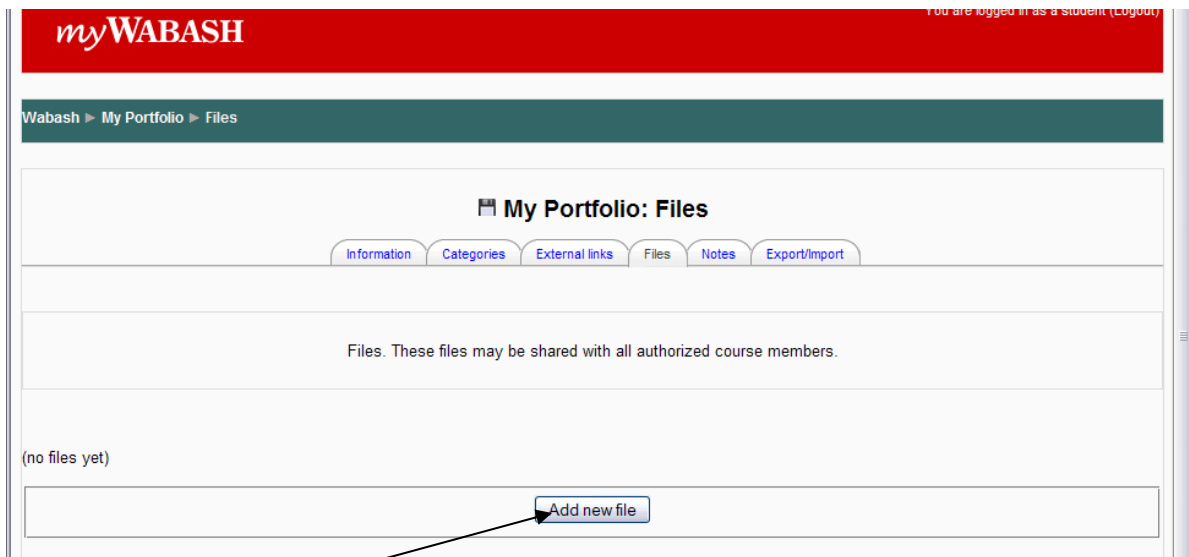 You are logged in as a student (Logout)
myWABASH
Wabash ► My Portfolio ► Files
My Portfolio: Files
Information Categories External links Files Notes Export/Import
Files. These files may be shared with all authorized course members.
(no files yet)
Add new file